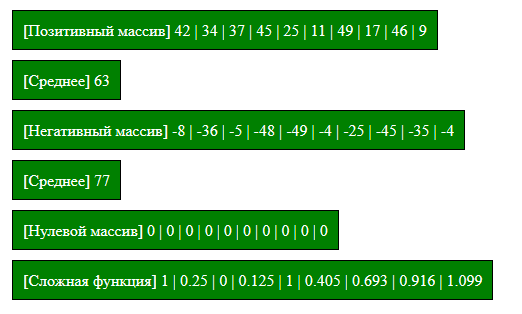 [Позитивный массив] 42 | 34 | 37 | 45 | 25 | 11 | 49 | 17 | 46 | 9
[Среднее] 63
[Негативный массив] -8 | -36 | -5 | -48 | -49 | -4 | -25 | -45 | -35 | -4
[Среднее] 77
[Нулевой массив] 0 | 0 | 0 | 0 | 0 | 0 | 0 | 0 | 0 | 0
[Сложная функция] 1 | 0.25 | 0 | 0.125 | 1 | 0.405 | 0.693 | 0.916 | 1.099